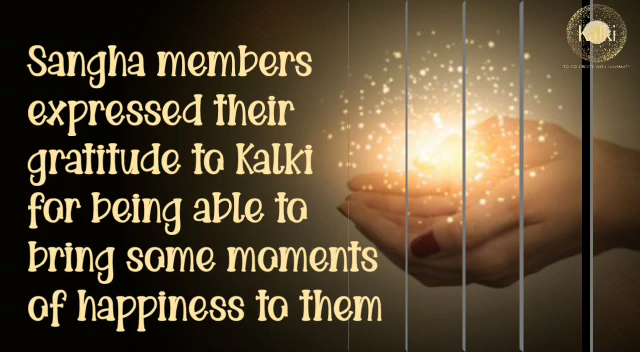 Kalki
Sangha members
expressed their
gratitude to Kalki
for being able to
bring some moments
of happiness to them